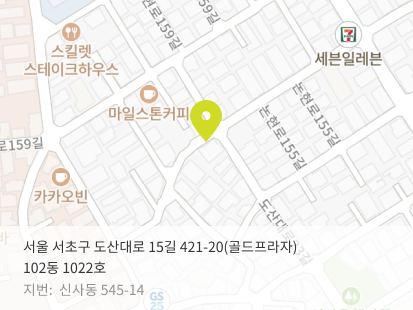 논현로159길
스킬렛
스테이크하우스
세븐일레븐
마일스톤커피
논현로155길
논현로155길
로159길
카카오빈
도산대로
서울 서초구 도산대로 15길 421-20(골드프라자)
102동 1022호
지번: 신사동 545-14
GS
25